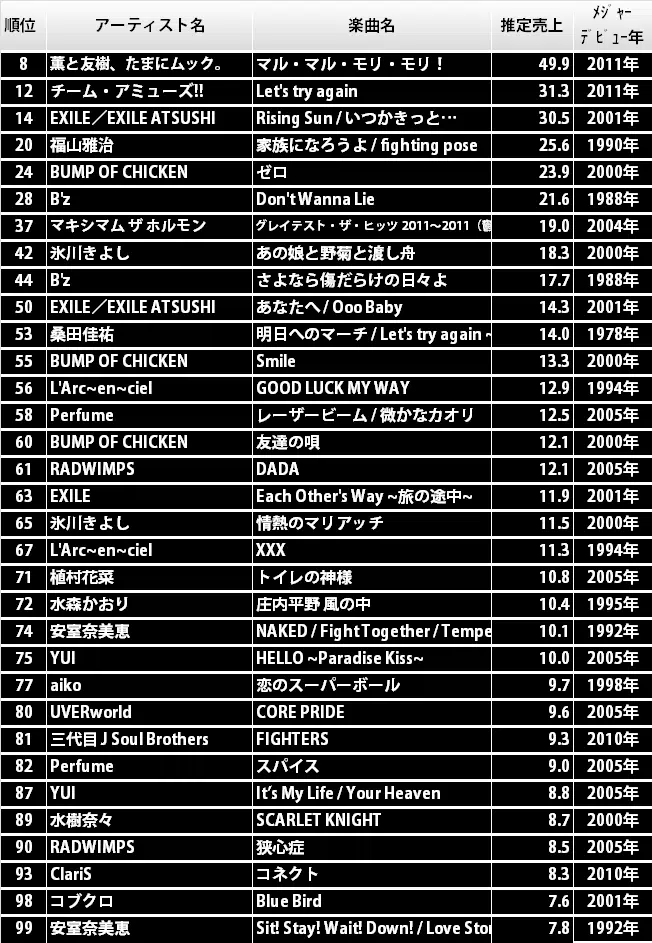 順位 アーティスト名 楽曲名 推定売上 ﾒｼﾞｬｰ
ﾃﾞﾋﾞｭｰ年
8 薫と友樹、たまにムック。 マル・マル・モリ・モリ！ 49.9 2011年
12 チーム・アミューズ!! Let's try again 31.3 2011年
14 EXILE／EXILE ATSUSHI Rising Sun / いつかきっと… 30.5 2001年
20 福山雅治 家族になろうよ / fighting pose 25.6 1990年
24 BUMP OF CHICKEN ゼロ 23.9 2000年
28 B'z Don't Wanna Lie 21.6 1988年
37 マキシマム ザ ホルモン グレイテスト・ザ・ヒッツ 2011～2011（ 19.0 2004年
42 氷川きよし あの娘と野菊と渡し舟 18.3 2000年
44 B'z さよなら傷だらけの日々よ 17.7 1988年
50 EXILE／EXILE ATSUSHI あなたへ / Ooo Baby 14.3 2001年
53 桑田佳祐 明日へのマーチ / Let's try again ~ 14.0 1978年
55 BUMP OF CHICKEN Smile 13.3 2000年
56 L'Arc~en~ciel GOOD LUCK MY WAY 12.9 1994年
58 Perfume レーザービーム / 微かなカオリ 12.5 2005年
60 BUMP OF CHICKEN 友達の唄 12.1 2000年
61 RADWIMPS DADA 12.1 2005年
63 EXILE Each Other's Way ~旅の途中~ 11.9 2001年
65 氷川きよし 情熱のマリアッチ 11.5 2000年
67 L'Arc~en~ciel XXX 11.3 1994年
71 植村花菜 トイレの神様 10.8 2005年
72 水森かおり 庄内平野 風の中 10.4 1995年
74 安室奈美恵 NAKED / Fight Together / Tempe 10.1 1992年
75 YUI HELLO ~Paradise Kiss~ 10.0 2005年
77 aiko 恋のスーパーボール 9.7 1998年
80 UVERworld CORE PRIDE 9.6 2005年
81 三代目 J Soul Brothers FIGHTERS 9.3 2010年
82 Perfume スパイス 9.0 2005年
87 YUI It’s My Life / Your Heaven 8.8 2005年
89 水樹奈々 SCARLET KNIGHT 8.7 2000年
90 RADWIMPS 狭心症 8.5 2005年
93 ClariS コネクト 8.3 2010年
98 コブクロ Blue Bird 7.6 2001年
99 安室奈美恵 Sit! Stay! Wait! Down! / Love Stor 7.8 1992年